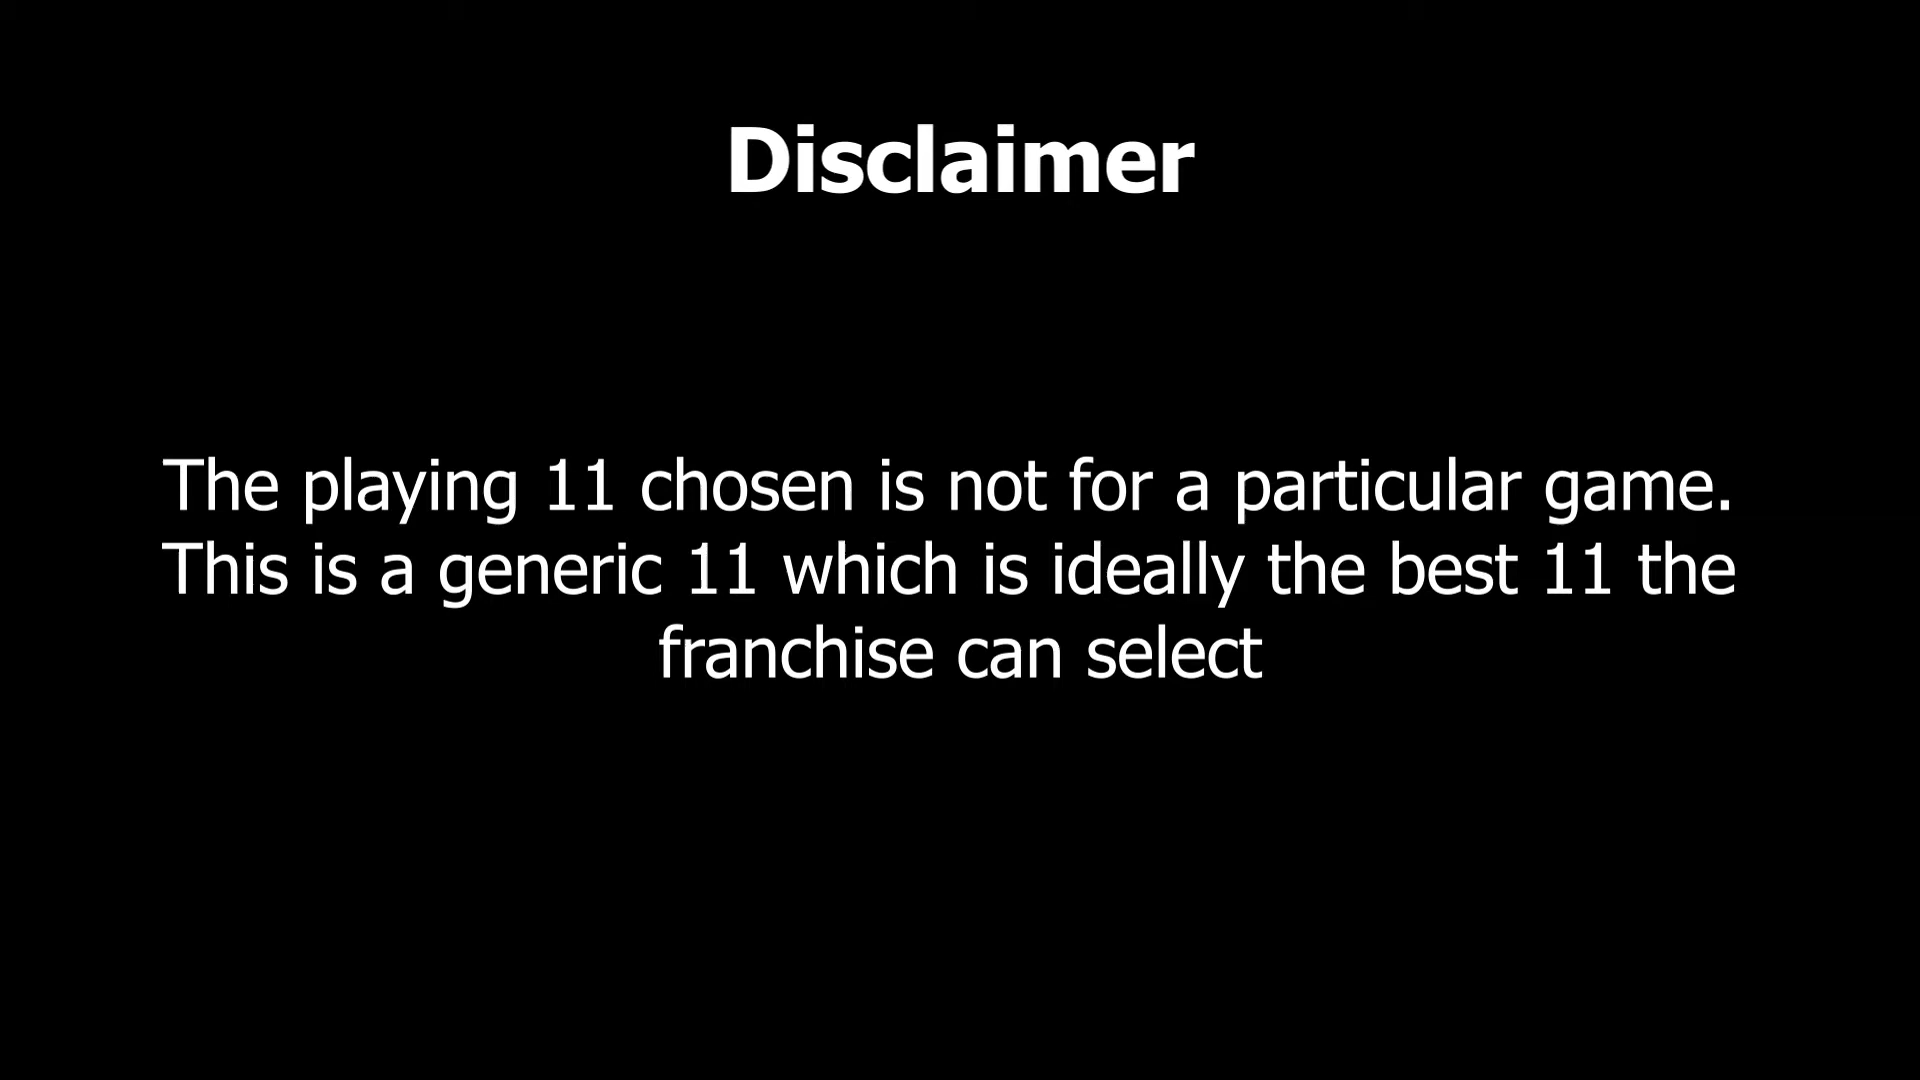 Disclaimer
The playing 11 chosen is not for a particular game.
This is a generic 11 which is ideally the best 11 the
franchise can select